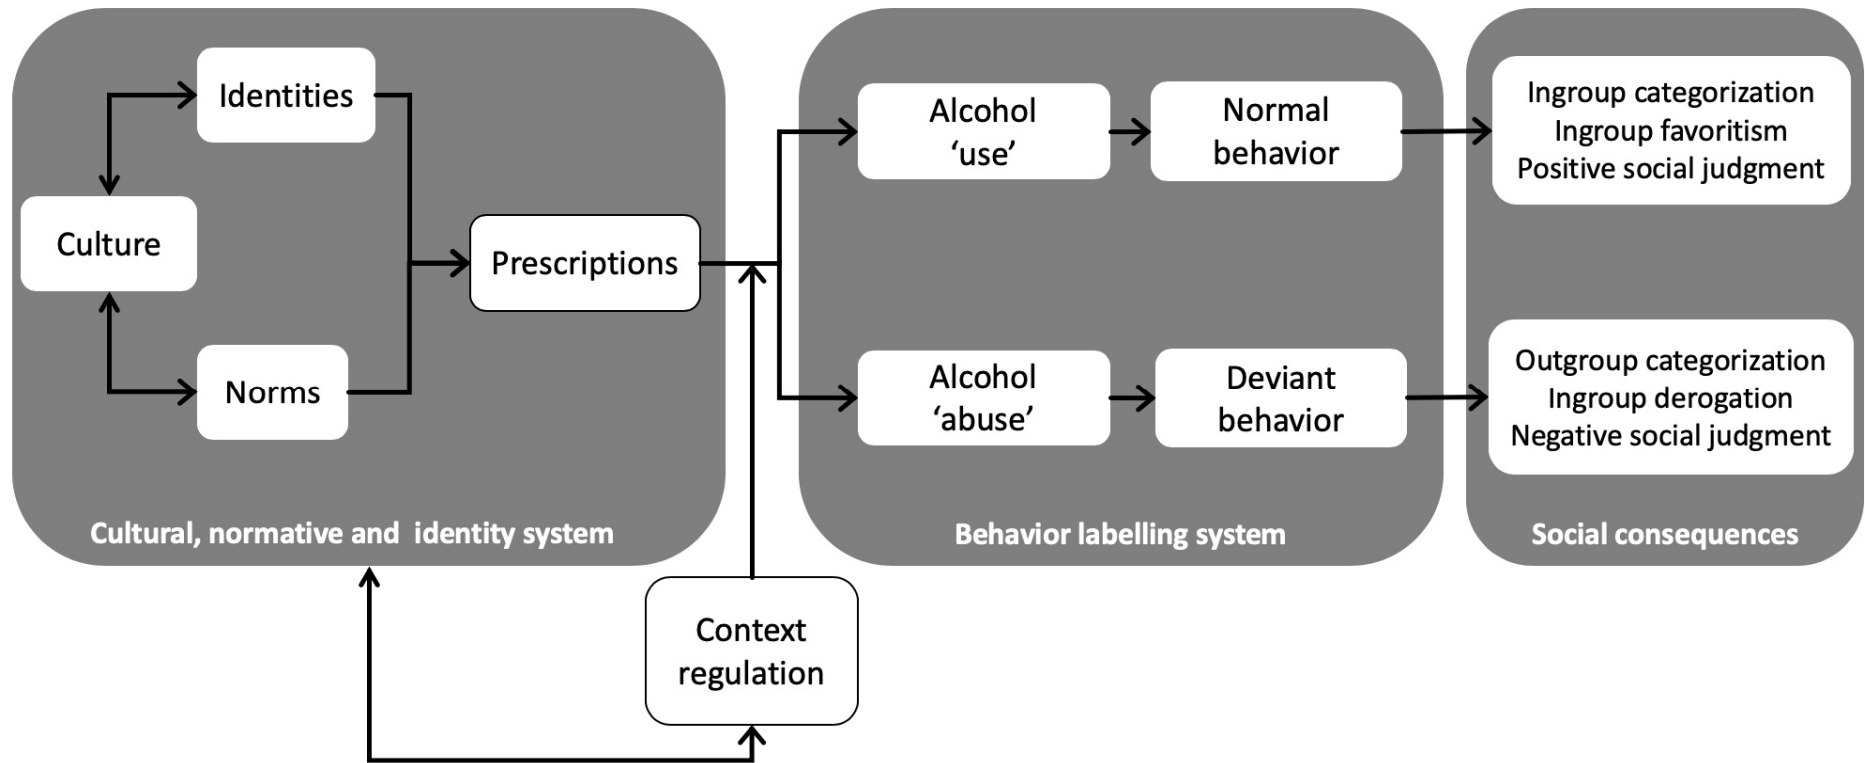 Identities
Culture
Norms
Prescriptions
Cultural, normative and  identity system
Context
regulation
Alcohol
‘use’
Normal
behavior
Alcohol
‘abuse’
Deviant
behavior
Behavior labelling system
Ingroup categorization
Ingroup favoritism
Positive social judgment
Outgroup categorization
Ingroup derogation
Negative social judgment
Social consequences